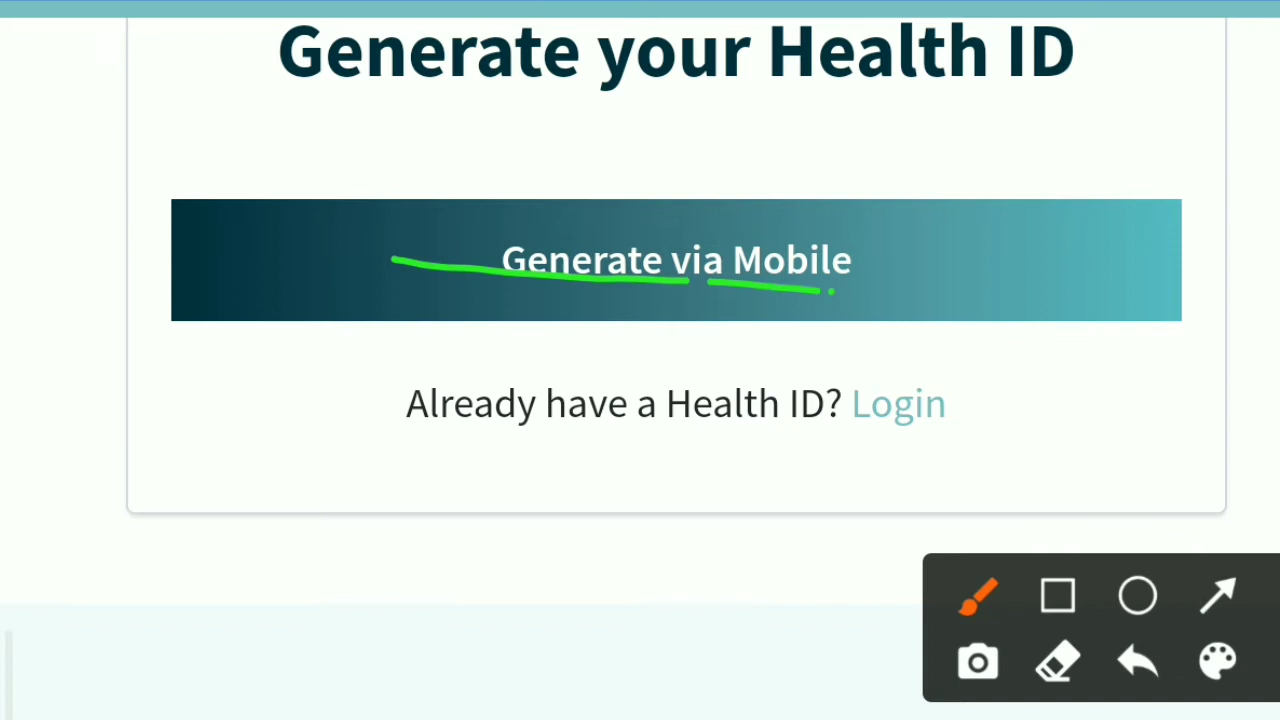 Generate your Health ID
Generate via Mobile
Already have a Health ID? Login